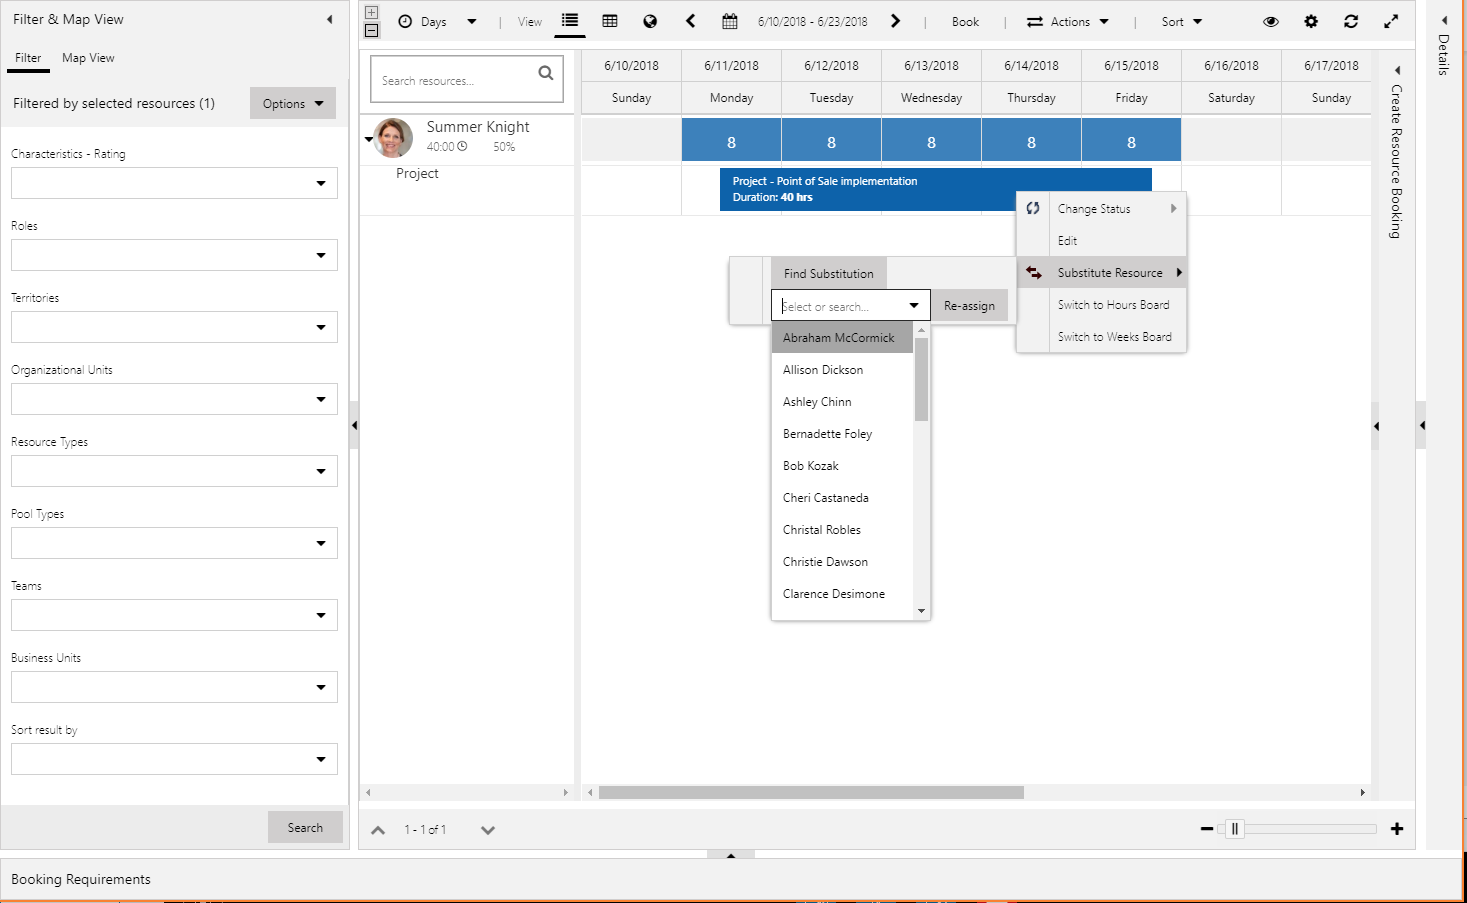 Filter & Map View
Filter
Map View
Filtered by selected resources (1)
Options
Characteristics - Rating
Roles
Territories
Organizational Units
Resource Types
Pool Types
Teams
Business Units
Sort result by
Search
Days
View
6/10/2018 - 6/23/2018
Book
Actions
Sort
Search resources...
6/10/2018
6/11/2018
6/12/2018
6/13/2018
6/14/2018
6/15/2018
6/16/2018
6/17/2018
Sunday
Monday
Tuesday
Wednesday
Thursday
Friday
Saturday
Sunday
Summer Knight
40:00
50%
8
8
8
8
8
Project
Project - Point of Sale implementation
Duration: 40 hrs
Change Status
Edit
Substitute Resource
Switch to Hours Board
Switch to Weeks Board
Find Substitution
Select or search...
Re-assign
Abraham McCormick
Allison Dickson
Ashley Chinn
Bernadette Foley
Bob Kozak
Cheri Castaneda
Christal Robles
Christie Dawson
Clarence Desimone
1 - 1 of 1
Create Resource Booking
Details
Booking Requirements